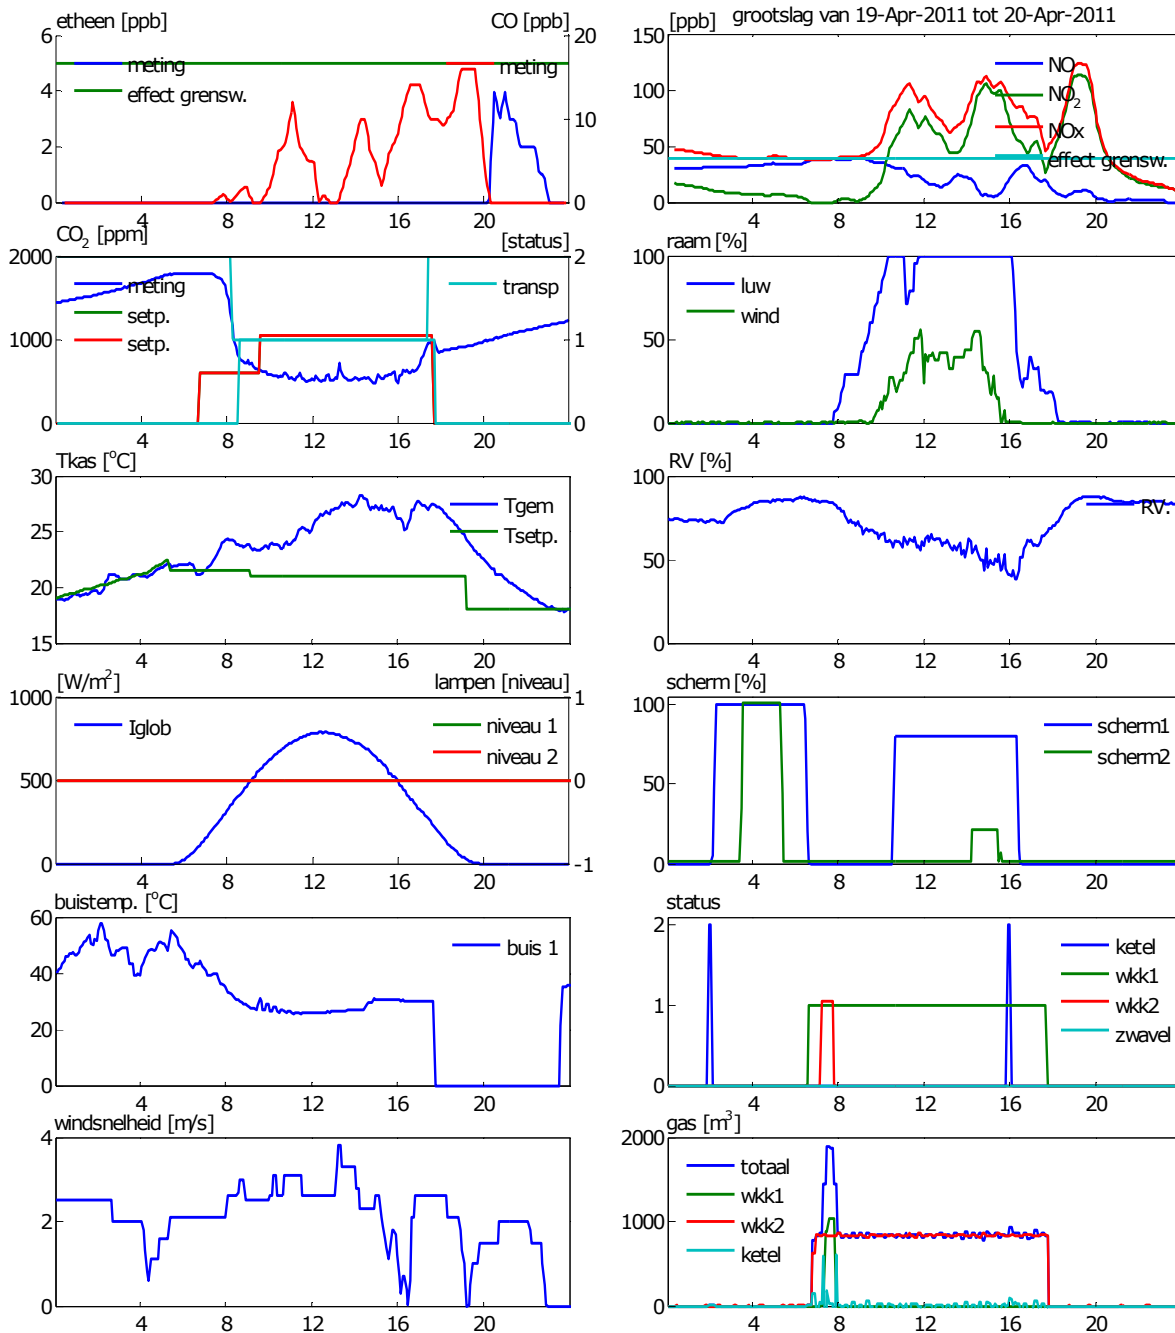 etheen [ppb] CO [ppb]
6 20
meting meting
effect grensw.
4
10
2
0 0
4 8 12 16 20
[ppb] grootslag van 19-Apr-2011 tot 20-Apr-2011
150
NO
NO2
100
NOx
effect grensw.
50
0
4 8 12 16 20
CO2 [ppm] [status]
2000 2
meting transp
setp.
setp.
1000 1
0 0
4 8 12 16 20
raam [%]
100
luw
wind
50
0
4 8 12 16 20
Tkas [°C]
30
Tgem
Tsetp.
25
20
15
4 8 12 16 20
RV [%]
100
RV.
50
0
4 8 12 16 20
[W/m2] lampen [niveau]
1000 1
Iglob niveau 1
niveau 2
500 0
0 -1
4 8 12 16 20
scherm [%]
100
scherm1
scherm2
50
0
4 8 12 16 20
buistemp. [°C]
60
buis 1
40
20
0
4 8 12 16 20
status
2
ketel
wkk1
wkk2
zwavel
1
0
4 8 12 16 20
windsnelheid [m/s]
4
2
0
4 8 12 16 20
gas [m3]
2000
totaal
wkk1
wkk2
ketel
1000
0
4 8 12 16 20